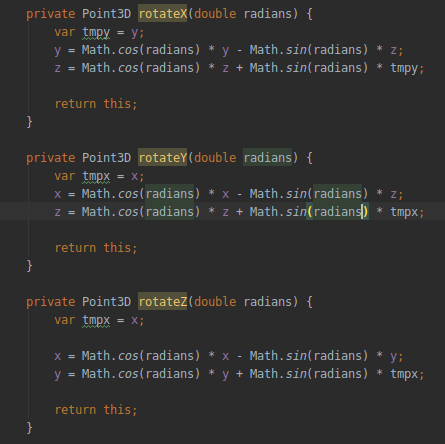 private Point3D rotateX(double radians) {
    var tmpy = y;
    y = Math.cos(radians) * y - Math.sin(radians) * z;
    z = Math.cos(radians) * z + Math.sin(radians) * tmpy;

    return this;
}

private Point3D rotateY(double radians) {
    var tmpx = x;
    x = Math.cos(radians) * x - Math.sin(radians) * z;
    z = Math.cos(radians) * z + Math.sin(radians) * tmpx;

    return this;
}

private Point3D rotateZ(double radians) {
    var tmpx = x;

    x = Math.cos(radians) * x - Math.sin(radians) * y;
    y = Math.cos(radians) * y + Math.sin(radians) * tmpx;

    return this;
}